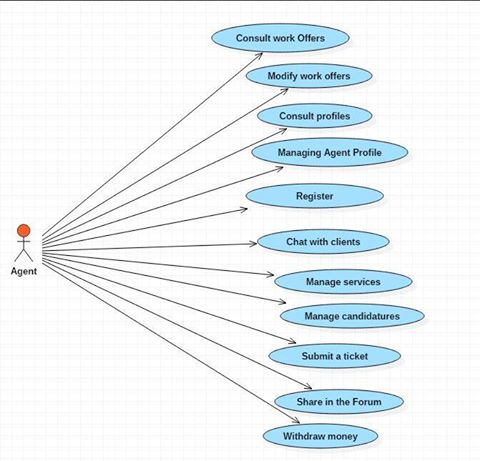 Consult work Offers
Modify work offers
Consult profiles
Managing Agent Profile
Register
Agent
Chat with clients
Manage services
Manage candidatures
Submit a ticket
Share in the Forum
Withdraw money